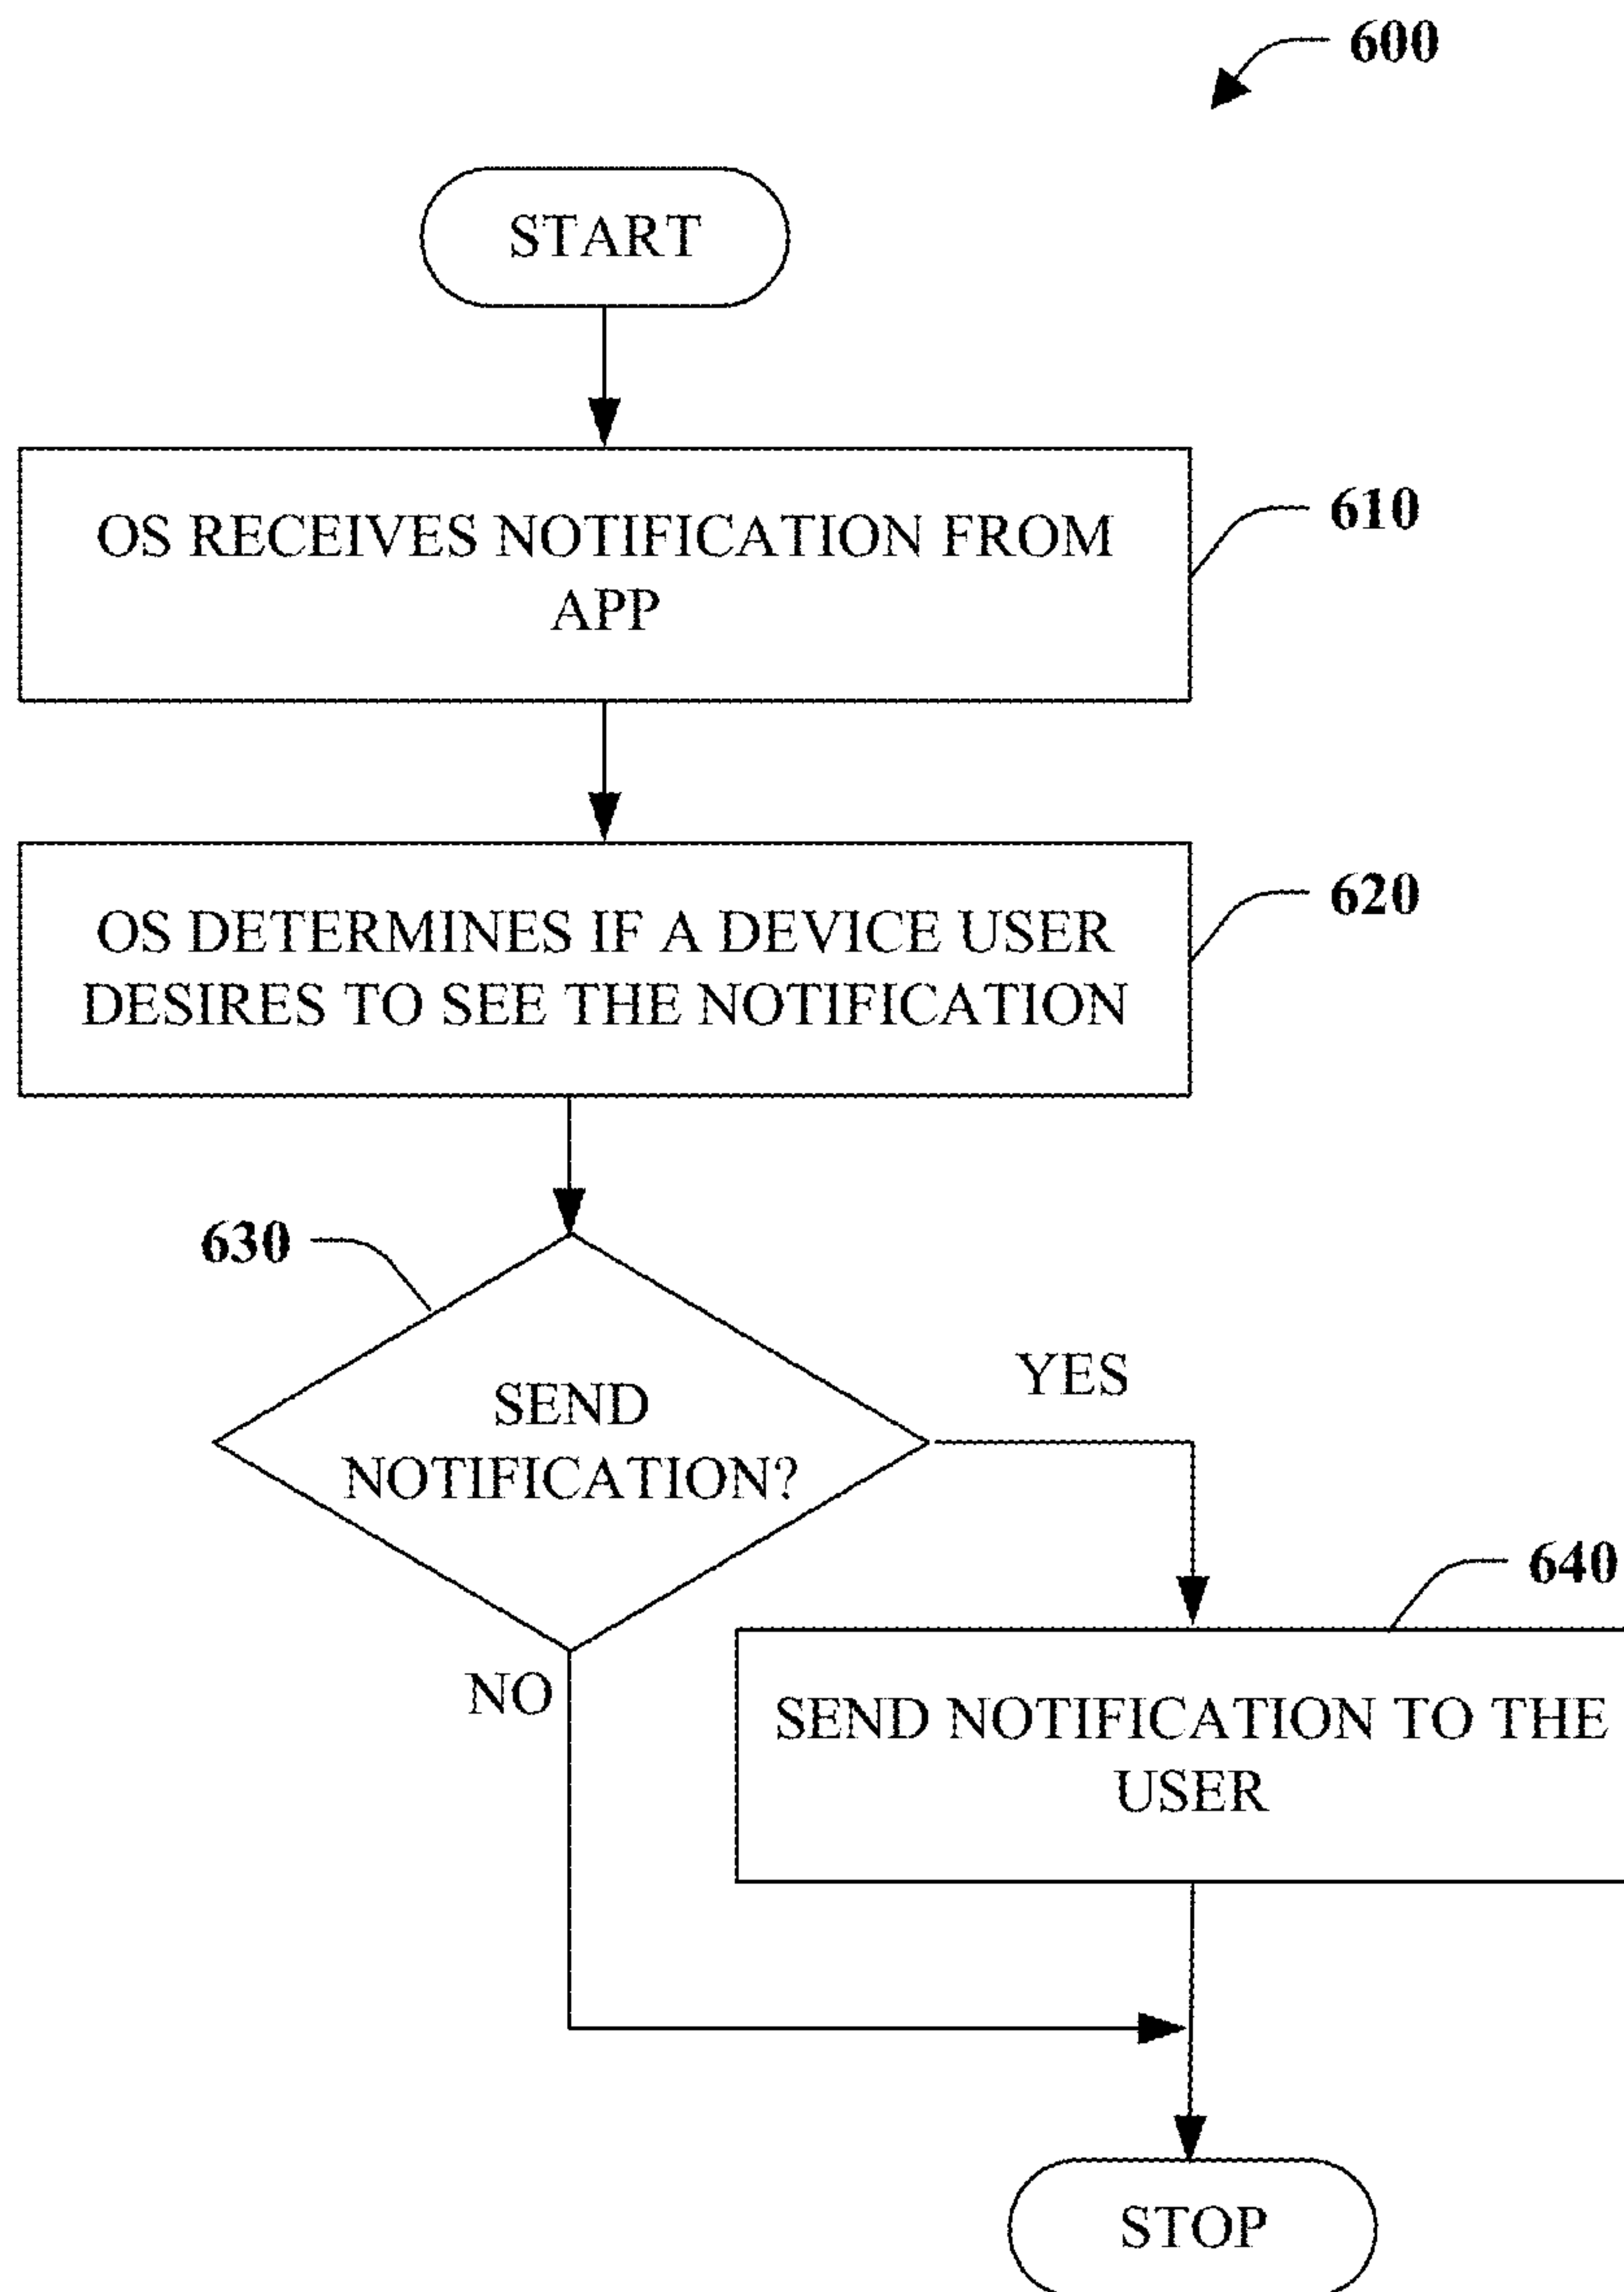 600
START
OS RECEIVES NOTIFICATION FROM
APP
610
OS DETERMINES IF A DEVICE USER
DESIRES TO SEE THE NOTIFICATION
620
630
SEND
NOTIFICATION?
YES
NO
640
SEND NOTIFICATION TO THE
USER
STOP